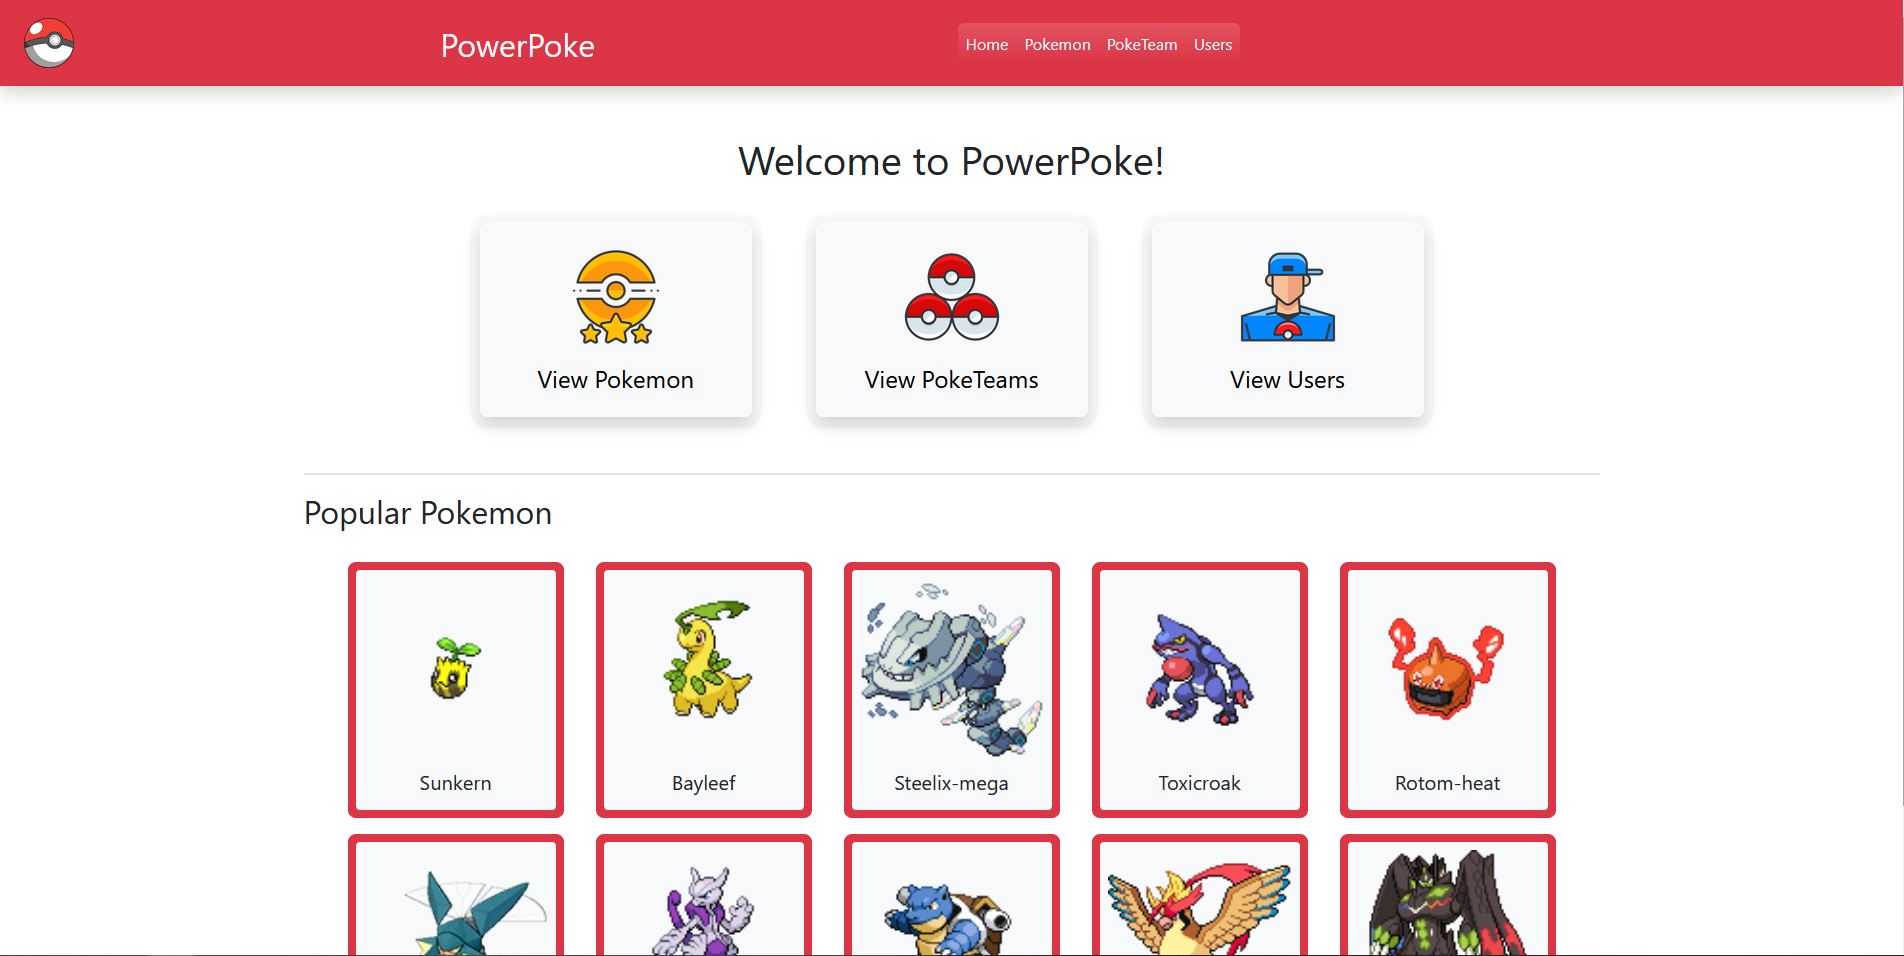 PowerPoke
Home Pokemon PokeTeam Users
Welcome to PowerPoke!
View Pokemon
View PokeTeams
View Users
Popular Pokemon
Sunkern
Bayleef
Steelix-mega
Toxicroak
Rotom-heat